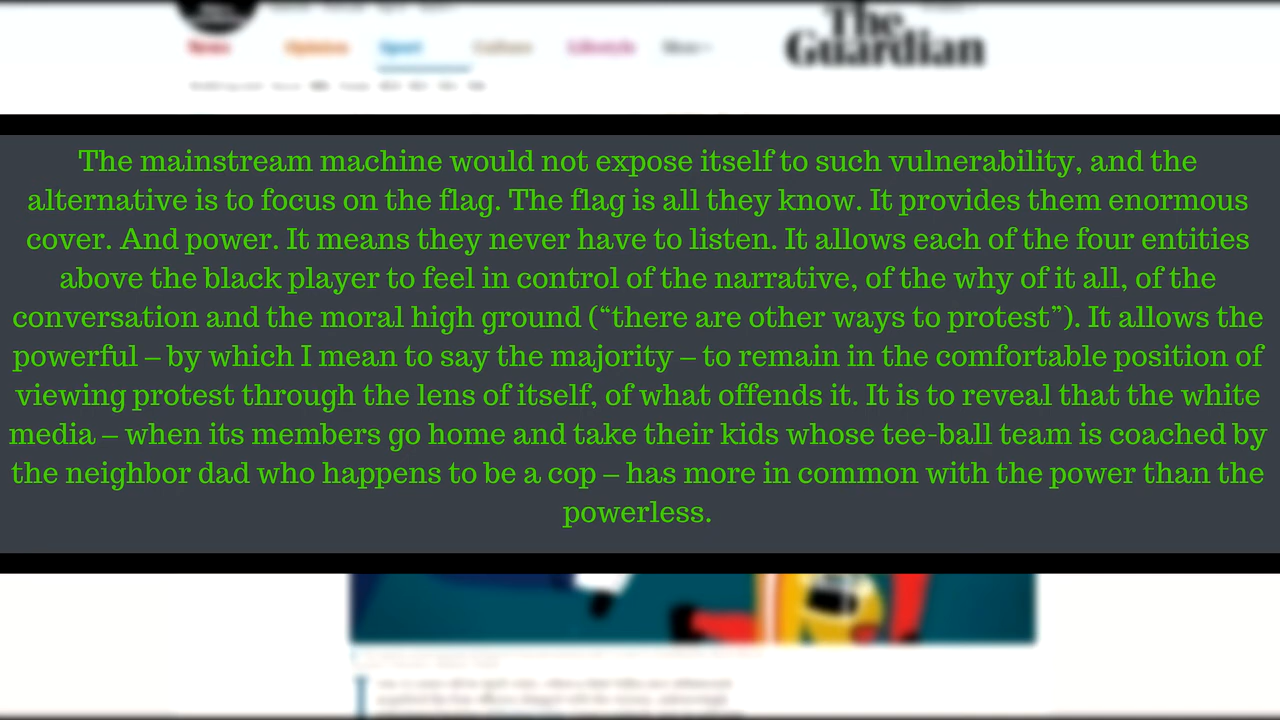 News Opinion Sport Culture Lifestyle More
The
Guardian
The mainstream machine would not expose itself to such vulnerability, and the
alternative is to focus on the flag. The flag is all they know. It provides them enormous
cover. And power. It means they never have to listen. It allows each of the four entities
above the black player to feel in control of the narrative, of the why of it all, of the
conversation and the moral high ground (“there are other ways to protest”). It allows the
powerful – by which I mean to say the majority – to remain in the comfortable position of
viewing protest through the lens of itself, of what offends it. It is to reveal that the white
media – when its members go home and take their kids whose tee-ball team is coached by
the neighbor dad who happens to be a cop – has more in common with the power than the
powerless.